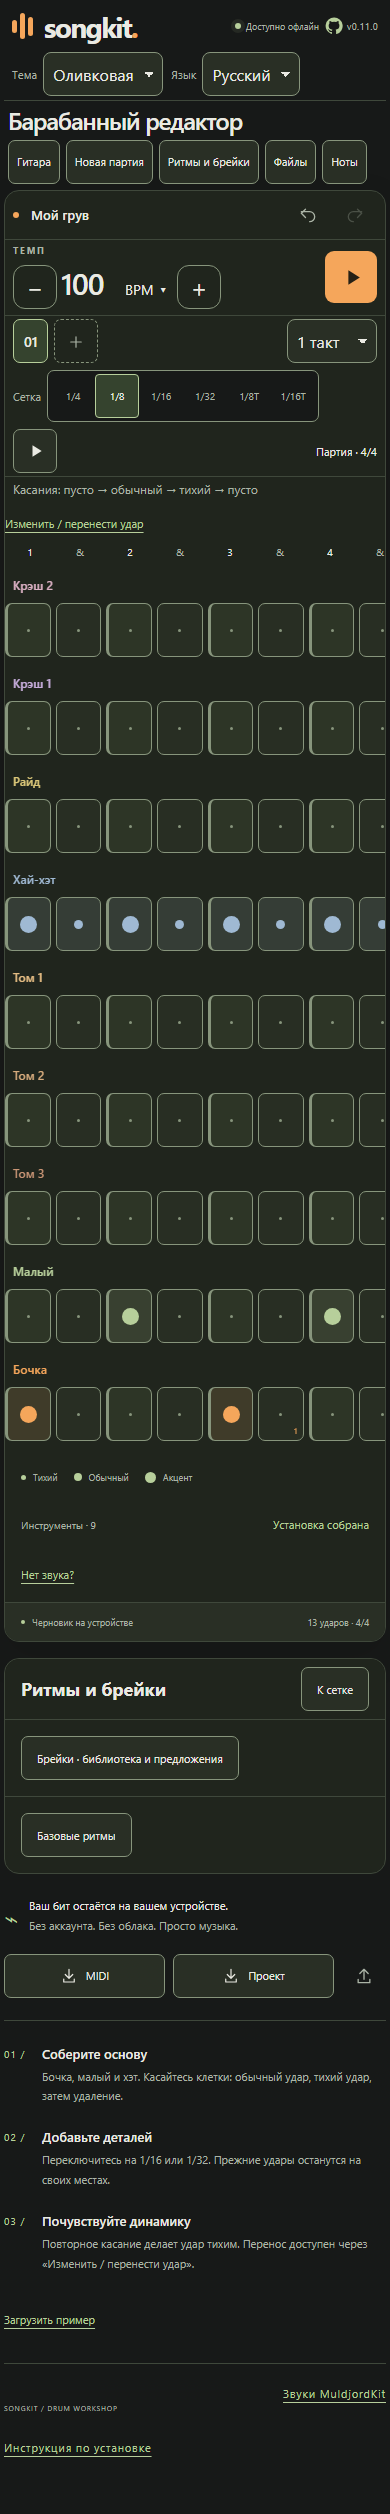 songkit.
Доступно офлайн v0.11.0
Тема Оливковая Язык Русский
Барабанный редактор
Гитара Новая партия Ритмы и брейки Файлы Ноты
Мой грув
ТЕМП
− 100 BPM ▾ +
01 + 1 такт
Сетка 1/4 1/8 1/16 1/32 1/8T 1/16T
Партия · 4/4
Касания: пусто → обычный → тихий → пусто
Изменить / перенести удар
1 & 2 & 3 & 4 &
Крэш 2
Крэш 1
Райд
Хай-хэт
Том 1
Том 2
Том 3
Малый
Бочка
1
Тихий Обычный Акцент
Инструменты · 9 Установка собрана
Нет звука?
Черновик на устройстве 13 ударов · 4/4
Ритмы и брейки К сетке
Брейки · библиотека и предложения
Базовые ритмы
Ваш бит остаётся на вашем устройстве.
Без аккаунта. Без облака. Просто музыка.
MIDI Проект
01 / Соберите основу
Бочка, малый и хэт. Касайтесь клетки: обычный удар, тихий удар,
затем удаление.
02 / Добавьте деталей
Переключитесь на 1/16 или 1/32. Прежние удары останутся на
своих местах.
03 / Почувствуйте динамику
Повторное касание делает удар тихим. Перенос доступен через
«Изменить / перенести удар».
Загрузить пример
Звуки MuldjordKit
SONGKIT / DRUM WORKSHOP
Инструкция по установке